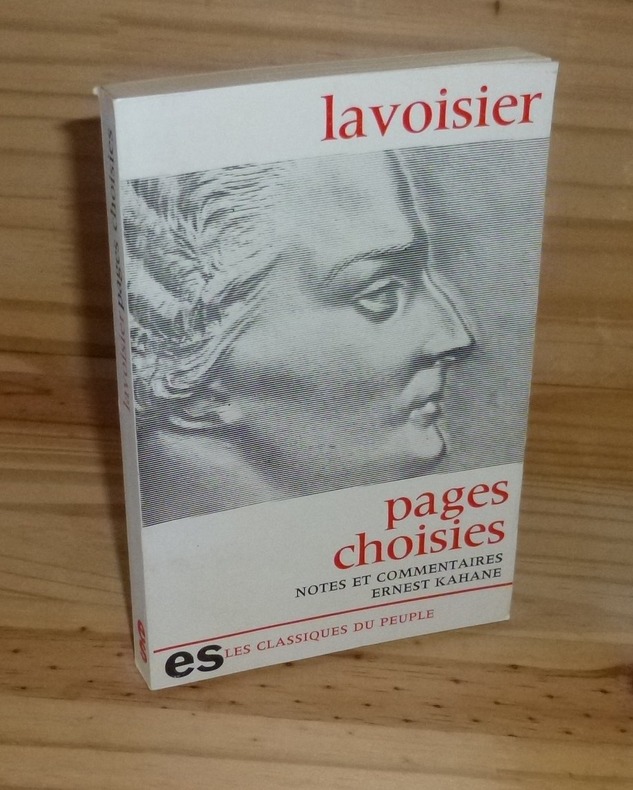 lavoisier
pages
choisies
NOTES ET COMMENTAIRES
ERNEST KAHANE
es LES CLASSIQUES DU PEUPLE
lavoisier pages choisies